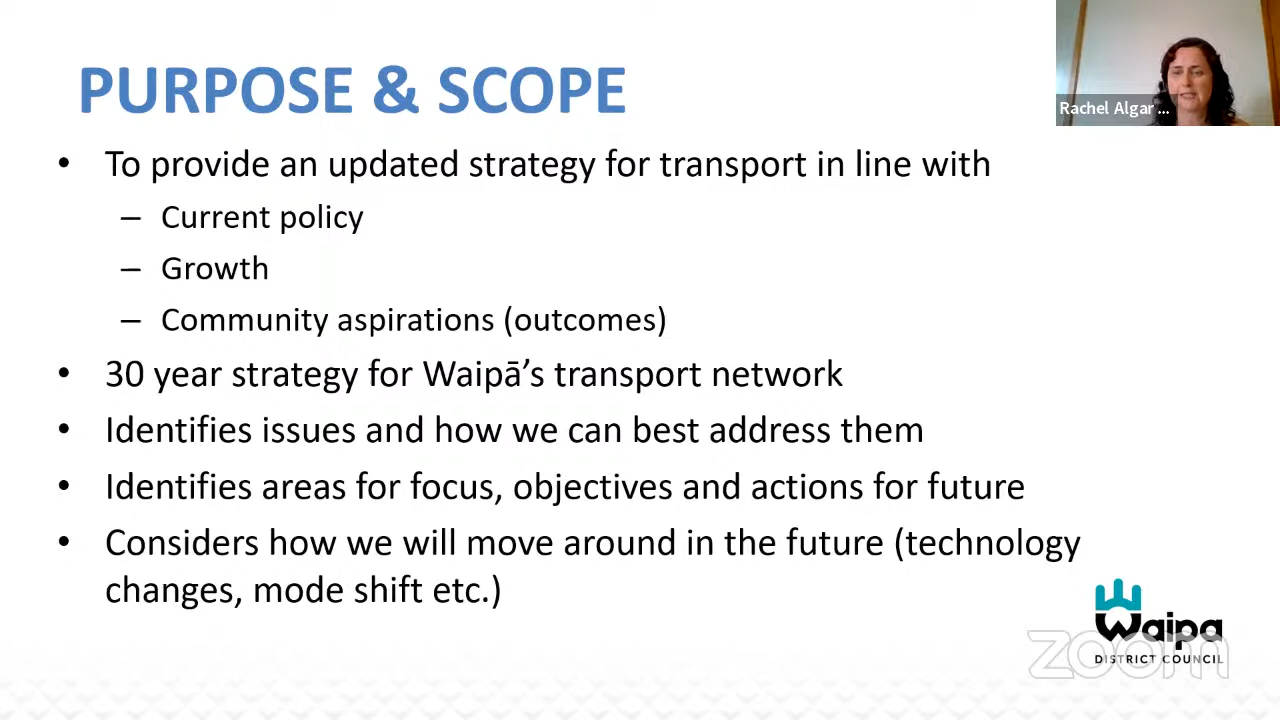 PURPOSE & SCOPE
Rachel Algar ...
• To provide an updated strategy for transport in line with
– Current policy
– Growth
– Community aspirations (outcomes)
• 30 year strategy for Waipā’s transport network
• Identifies issues and how we can best address them
• Identifies areas for focus, objectives and actions for future
• Considers how we will move around in the future (technology
changes, mode shift etc.)
Waipa
DISTRICT COUNCIL
zoom